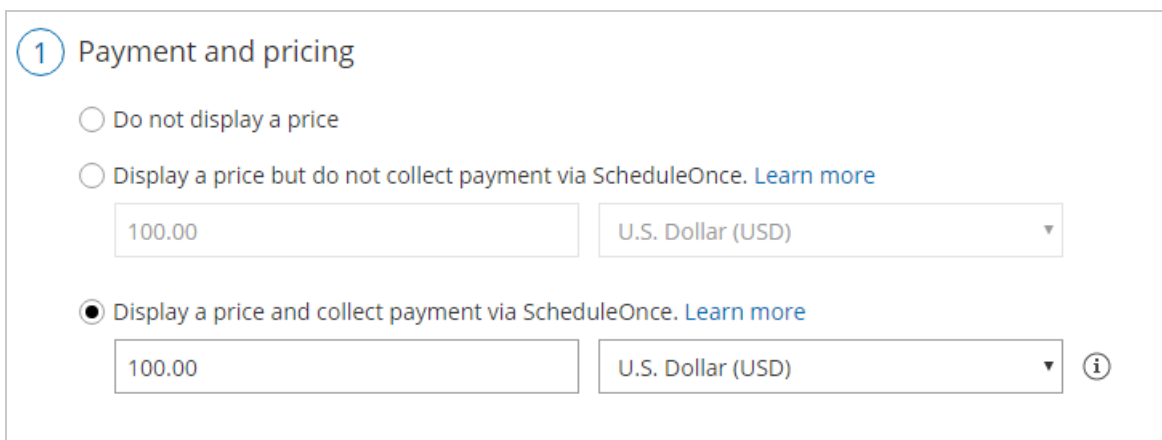 1 Payment and pricing
Do not display a price
Display a price but do not collect payment via ScheduleOnce. Learn more
100.00 U.S. Dollar (USD)
Display a price and collect payment via ScheduleOnce. Learn more
100.00 U.S. Dollar (USD) i